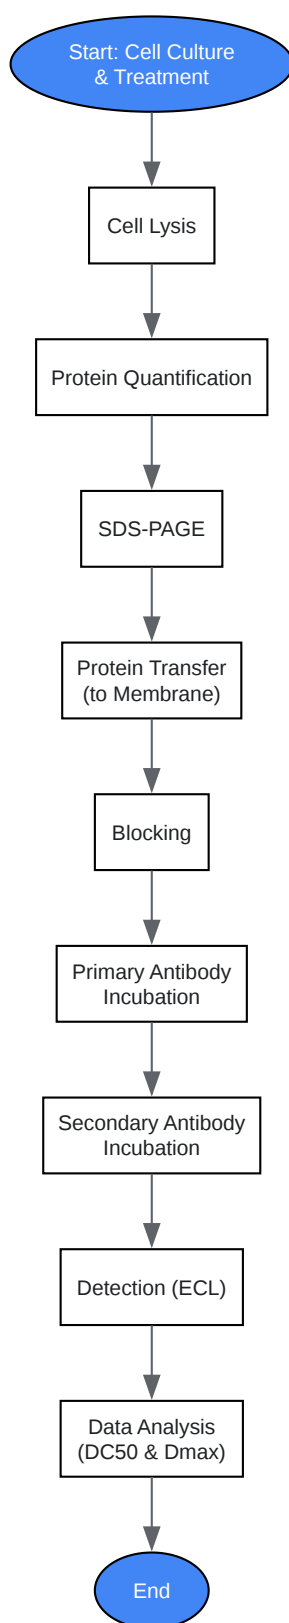 Start: Cell Culture
& Treatment
Cell Lysis
Protein Quantification
SDS-PAGE
Protein Transfer
(to Membrane)
Blocking
Primary Antibody
Incubation
Secondary Antibody
Incubation
Detection (ECL)
Data Analysis
(DC50 & Dmax)
End